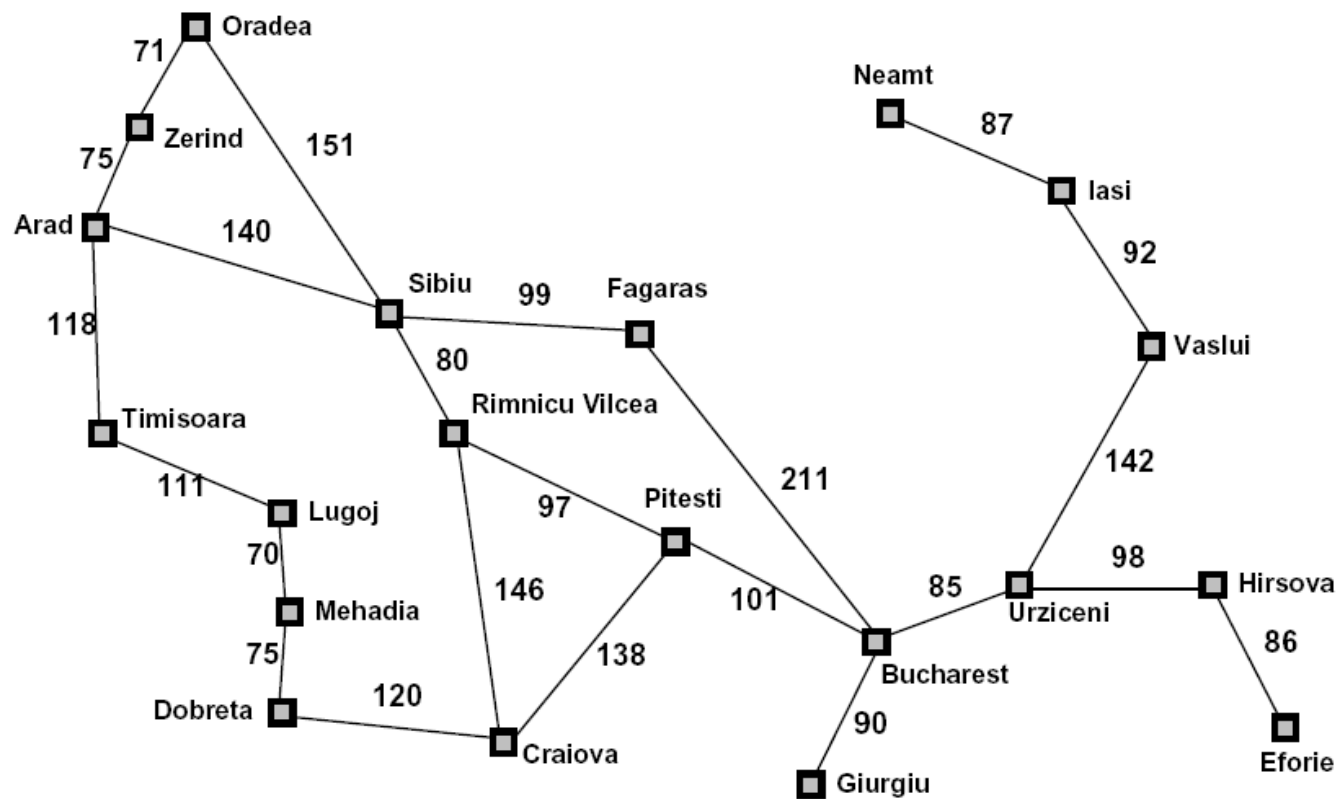 Oradea
71
Neamt
87
Zerind
151
75
Iasi
Arad
140
92
Sibiu
99
Fagaras
118
Vaslui
80
Timisoara
Rimnicu Vilcea
142
211
111
Lugoj
97
Pitesti
70
98
146
101
85
Hirsova
Mehadia
Urziceni
75
138
86
120
Bucharest
Dobreta
90
Craiova
Eforie
Giurgiu